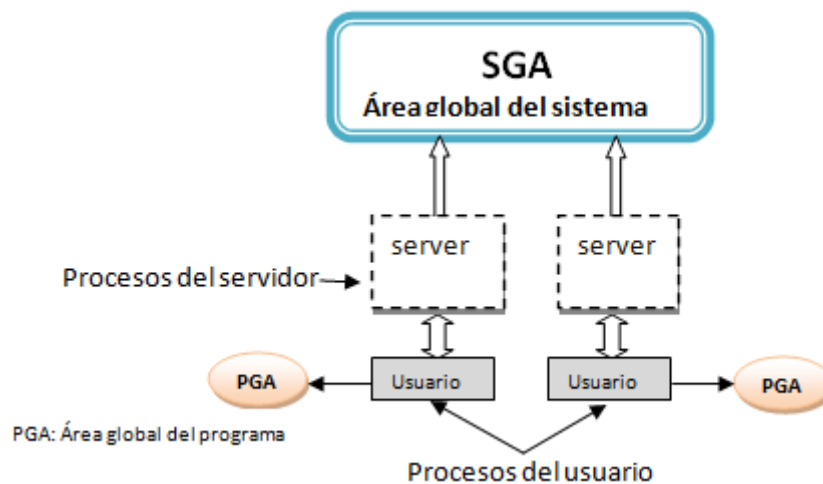 SGA
Área global del sistema
server
server
Procesos del servidor
PGA
Usuario
Usuario
PGA
PGA: Área global del programa
Procesos del usuario